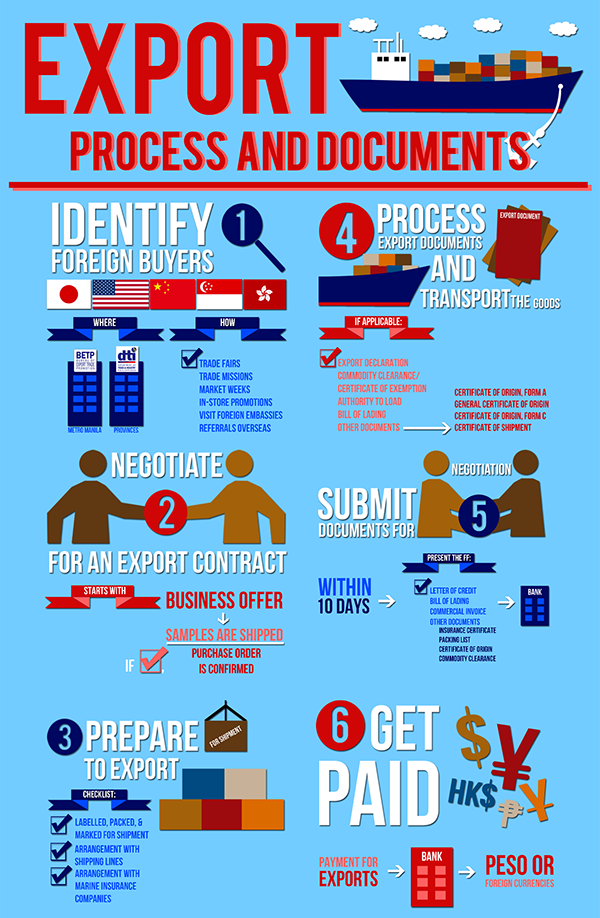 EXPORT
PROCESS AND DOCUMENTS
IDENTIFY
FOREIGN BUYERS
1
WHERE
HOW
BETP
BUREAU OF
EXPORT TRADE
PROMOTION
dti
METRO MANILA
PROVINCES
TRADE FAIRS
TRADE MISSIONS
MARKET WEEKS
IN-STORE PROMOTIONS
VISIT FOREIGN EMBASSIES
REFERRALS OVERSEAS
NEGOTIATE
2
FOR AN EXPORT CONTRACT
STARTS WITH
BUSINESS OFFER
SAMPLES ARE SHIPPED
IF
PURCHASE ORDER
IS CONFIRMED
3
PREPARE
TO EXPORT
FOR SHIPMENT
CHECKLIST:
LABELLED, PACKED, &
MARKED FOR SHIPMENT
ARRANGEMENT WITH
SHIPPING LINES
ARRANGEMENT WITH
MARINE INSURANCE
COMPANIES
4
PROCESS
EXPORT DOCUMENTS
AND
TRANSPORT THE GOODS
EXPORT DOCUMENT
IF APPLICABLE:
EXPORT DECLARATION
COMMODITY CLEARANCE/
CERTIFICATE OF EXEMPTION
AUTHORITY TO LOAD
BILL OF LADING
OTHER DOCUMENTS
CERTIFICATE OF ORIGIN, FORM A
GENERAL CERTIFICATE OF ORIGIN
CERTIFICATE OF ORIGIN, FORM C
CERTIFICATE OF SHIPMENT
SUBMIT
DOCUMENTS FOR
NEGOTIATION
5
WITHIN
10 DAYS
PRESENT THE FF:
LETTER OF CREDIT
BILL OF LADING
COMMERCIAL INVOICE
OTHER DOCUMENTS
INSURANCE CERTIFICATE
PACKING LIST
CERTIFICATE OF ORIGIN
COMMODITY CLEARANCE
BANK
6
GET
PAID
$ ¥
HK$ ₱ ¥
PAYMENT FOR
EXPORTS
BANK
PESO OR
FOREIGN CURRENCIES